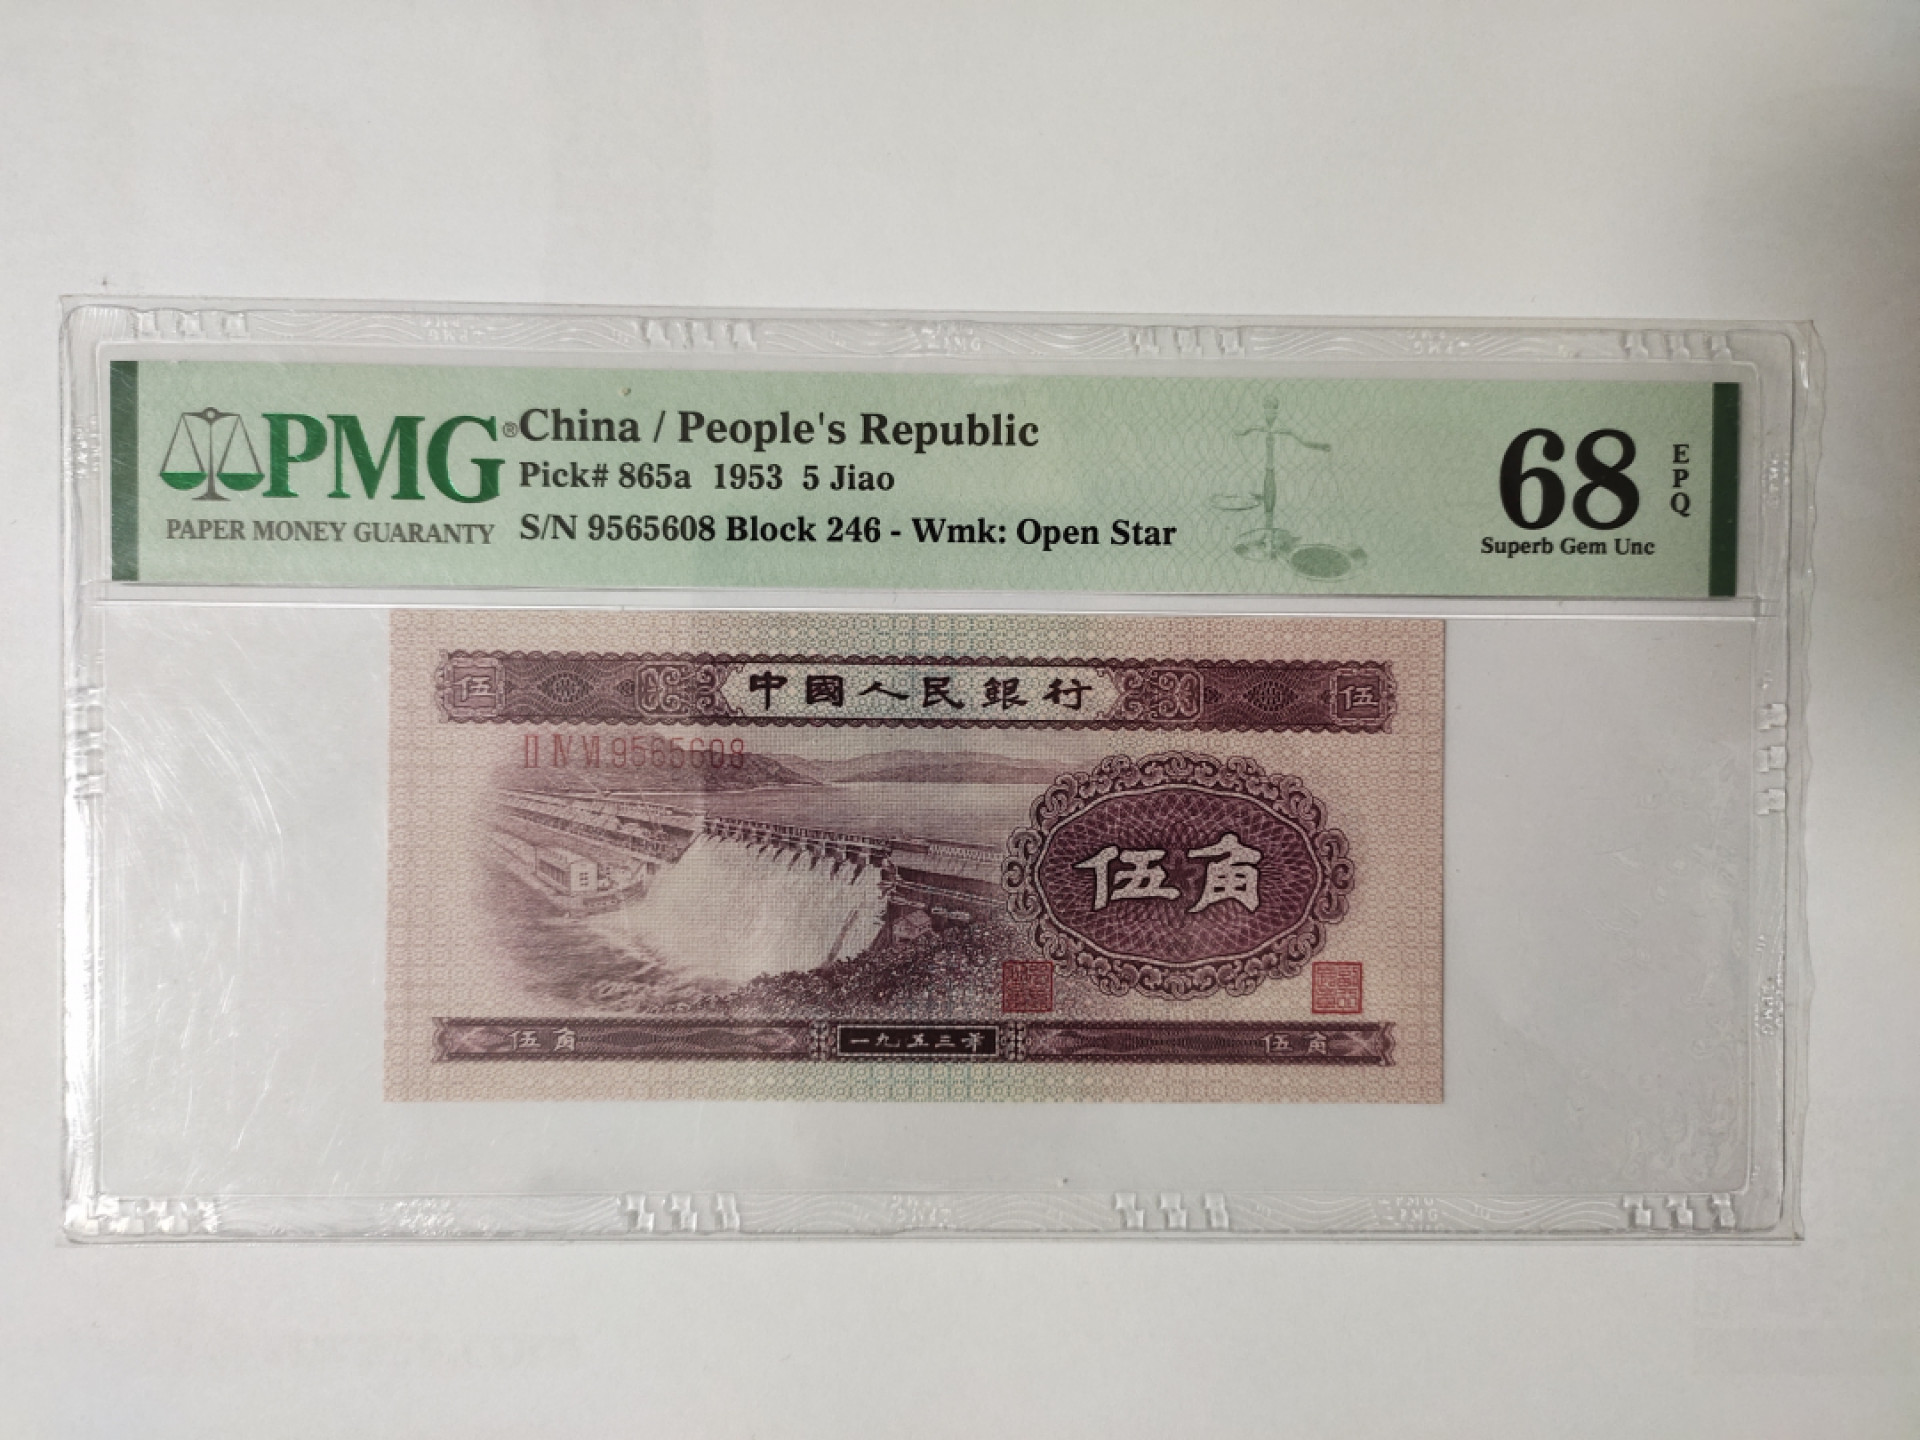 PMG®
PAPER MONEY GUARANTY
China / People's Republic
Pick# 865a 1953 5 Jiao
S/N 9565608 Block 246 - Wmk: Open Star
68
EPQ
Superb Gem Unc
伍 中國人民銀行 伍
II IV VI 9565608
伍角
伍角 一九五三年 伍角